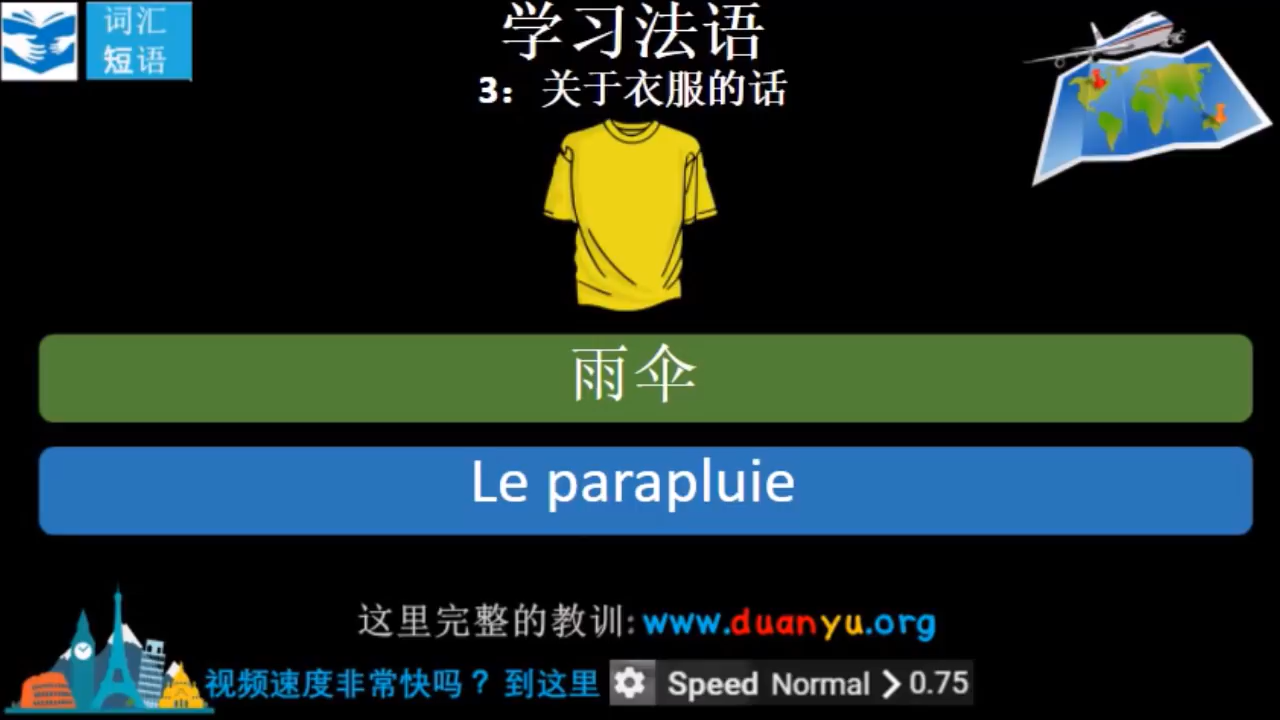 词汇
短语
学习法语
3：关于衣服的话
雨伞
Le parapluie
这里完整的教训: www.duanyu.org
视频速度非常快吗？ 到这里 Speed Normal > 0.75